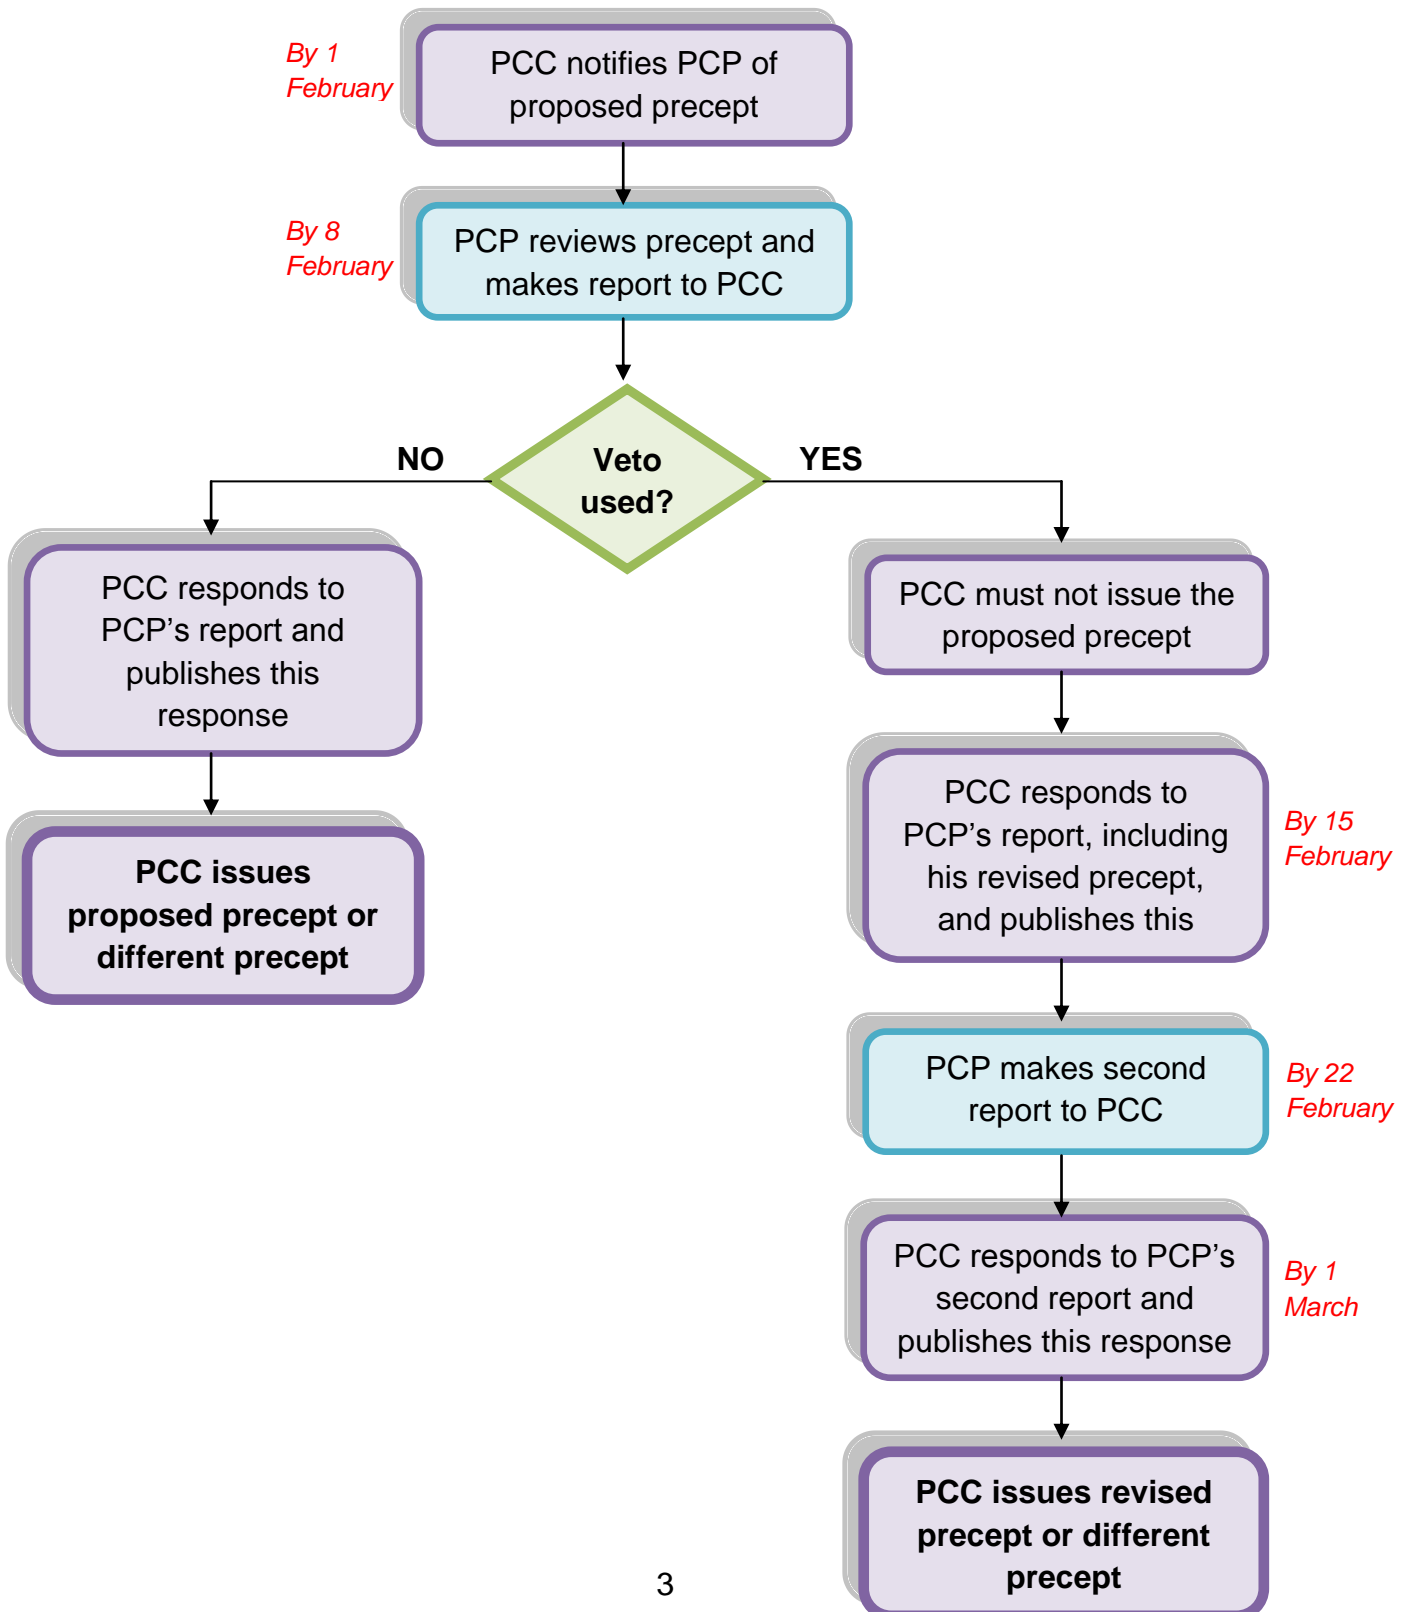 By 1
February
PCC notifies PCP of
proposed precept
By 8
February
PCP reviews precept and
makes report to PCC
NO
Veto
used?
YES
PCC responds to
PCP's report and
publishes this
response
PCC issues
proposed precept or
different precept
PCC must not issue the
proposed precept
PCC responds to
PCP's report, including
his revised precept,
and publishes this
By 15
February
PCP makes second
report to PCC
By 22
February
PCC responds to PCP's
second report and
publishes this response
By 1
March
PCC issues revised
precept or different
precept
3